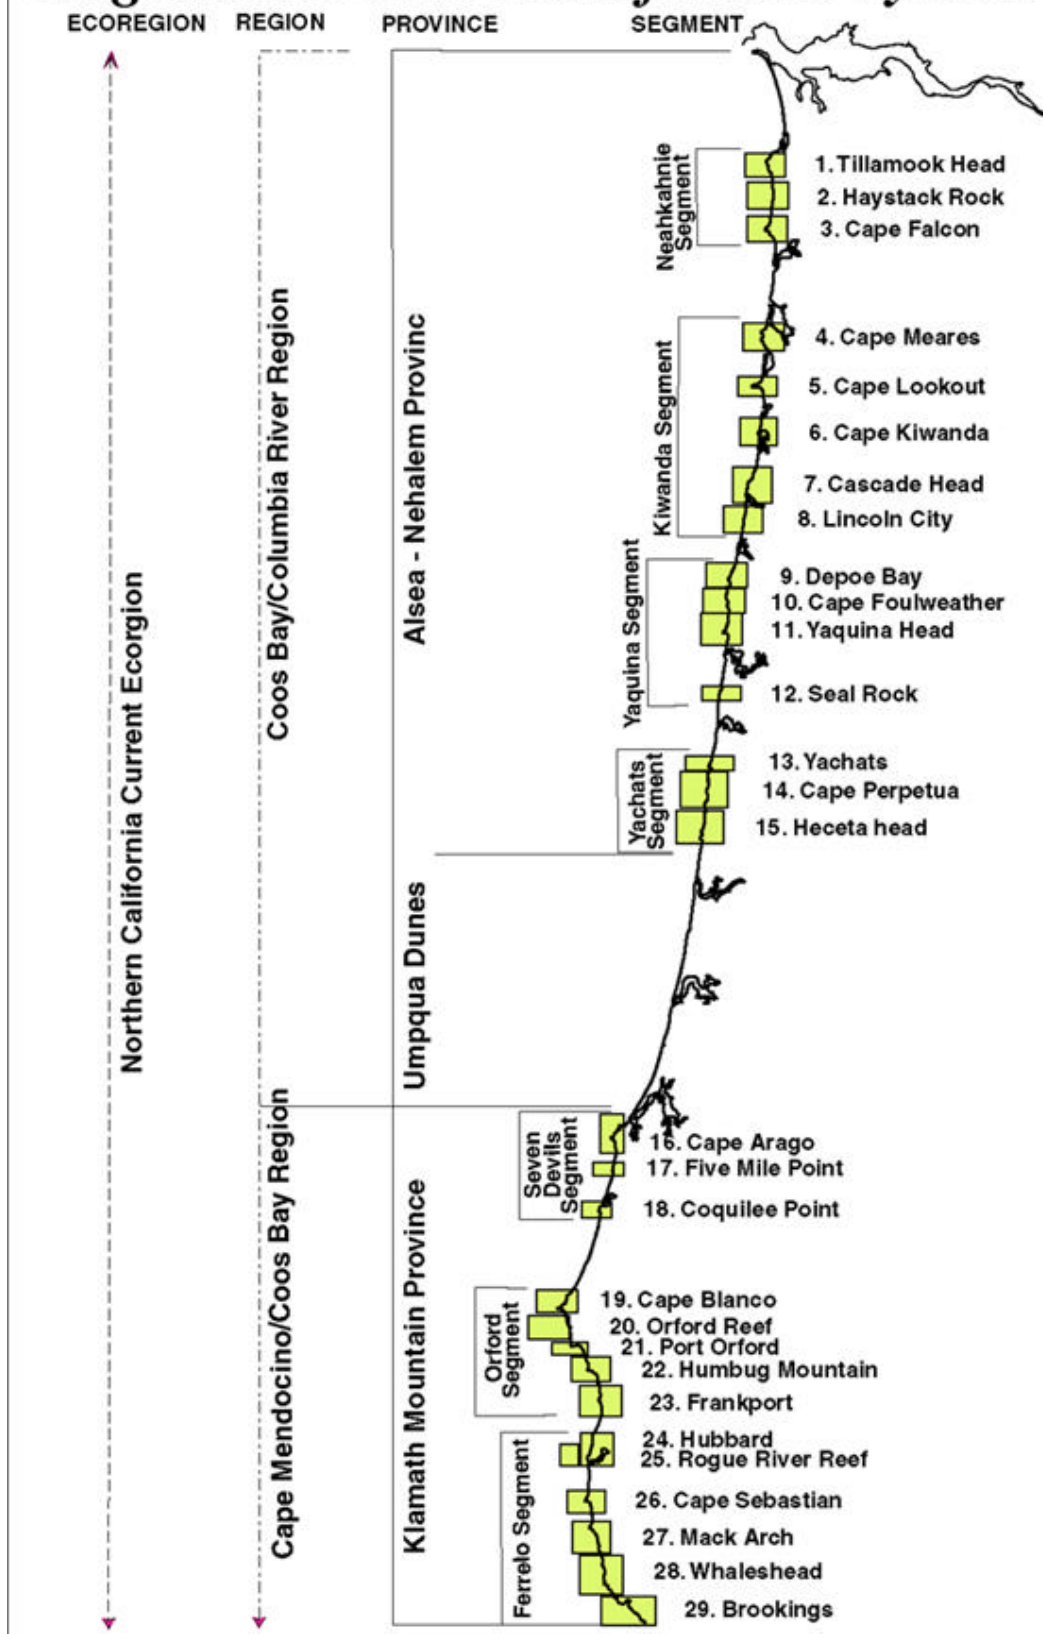 ECOREGION REGION PROVINCE SEGMENT
Northern California Current Ecorgion
Coos Bay/Columbia River Region
Cape Mendocino/Coos Bay Region
Alsea - Nehalem Provinc
Umpqua Dunes
Klamath Mountain Province
Neahkahnie
Segment
1. Tillamook Head
2. Haystack Rock
3. Cape Falcon
Kiwanda Segment
4. Cape Meares
5. Cape Lookout
6. Cape Kiwanda
7. Cascade Head
8. Lincoln City
Yaquina Segment
9. Depoe Bay
10. Cape Foulweather
11. Yaquina Head
12. Seal Rock
Yachats
Segment
13. Yachats
14. Cape Perpetua
15. Heceta head
Seven
Devils
Segment
16. Cape Arago
17. Five Mile Point
18. Coquilee Point
Orford
Segment
19. Cape Blanco
20. Orford Reef
21. Port Orford
22. Humbug Mountain
23. Frankport
Ferrelo Segment
24. Hubbard
25. Rogue River Reef
26. Cape Sebastian
27. Mack Arch
28. Whaleshead
29. Brookings